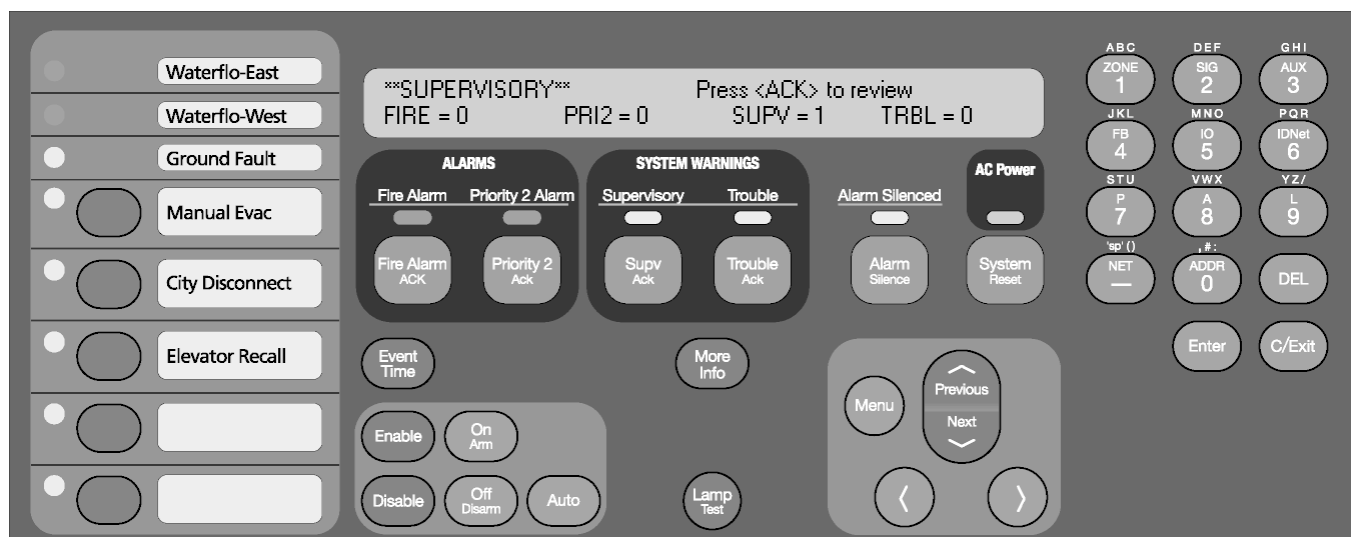 Waterflo-East
Waterflo-West
Ground Fault
Manual Evac
City Disconnect
Elevator Recall
**SUPERVISORY** Press <ACK> to review
FIRE = 0 PRI2 = 0 SUPV = 1 TRBL = 0
ALARMS
Fire Alarm Priority 2 Alarm
Fire Alarm
ACK
Priority 2
Ack
SYSTEM WARNINGS
Supervisory Trouble
Supv
Ack
Trouble
Ack
Alarm Silenced
Alarm
Silence
AC Power
System
Reset
Event
Time
More
Info
Enable
On
Arm
Disable
Off
Disarm
Auto
Lamp
Test
Menu
Previous
Next
ABC
ZONE
1
DEF
SIG
2
GHI
AUX
3
JKL
FB
4
MNO
IO
5
PQR
IDNet
6
STU
P
7
VWX
A
8
YZ/
L
9
'sp' ()
NET
—
, # :
ADDR
0
DEL
Enter
C/Exit